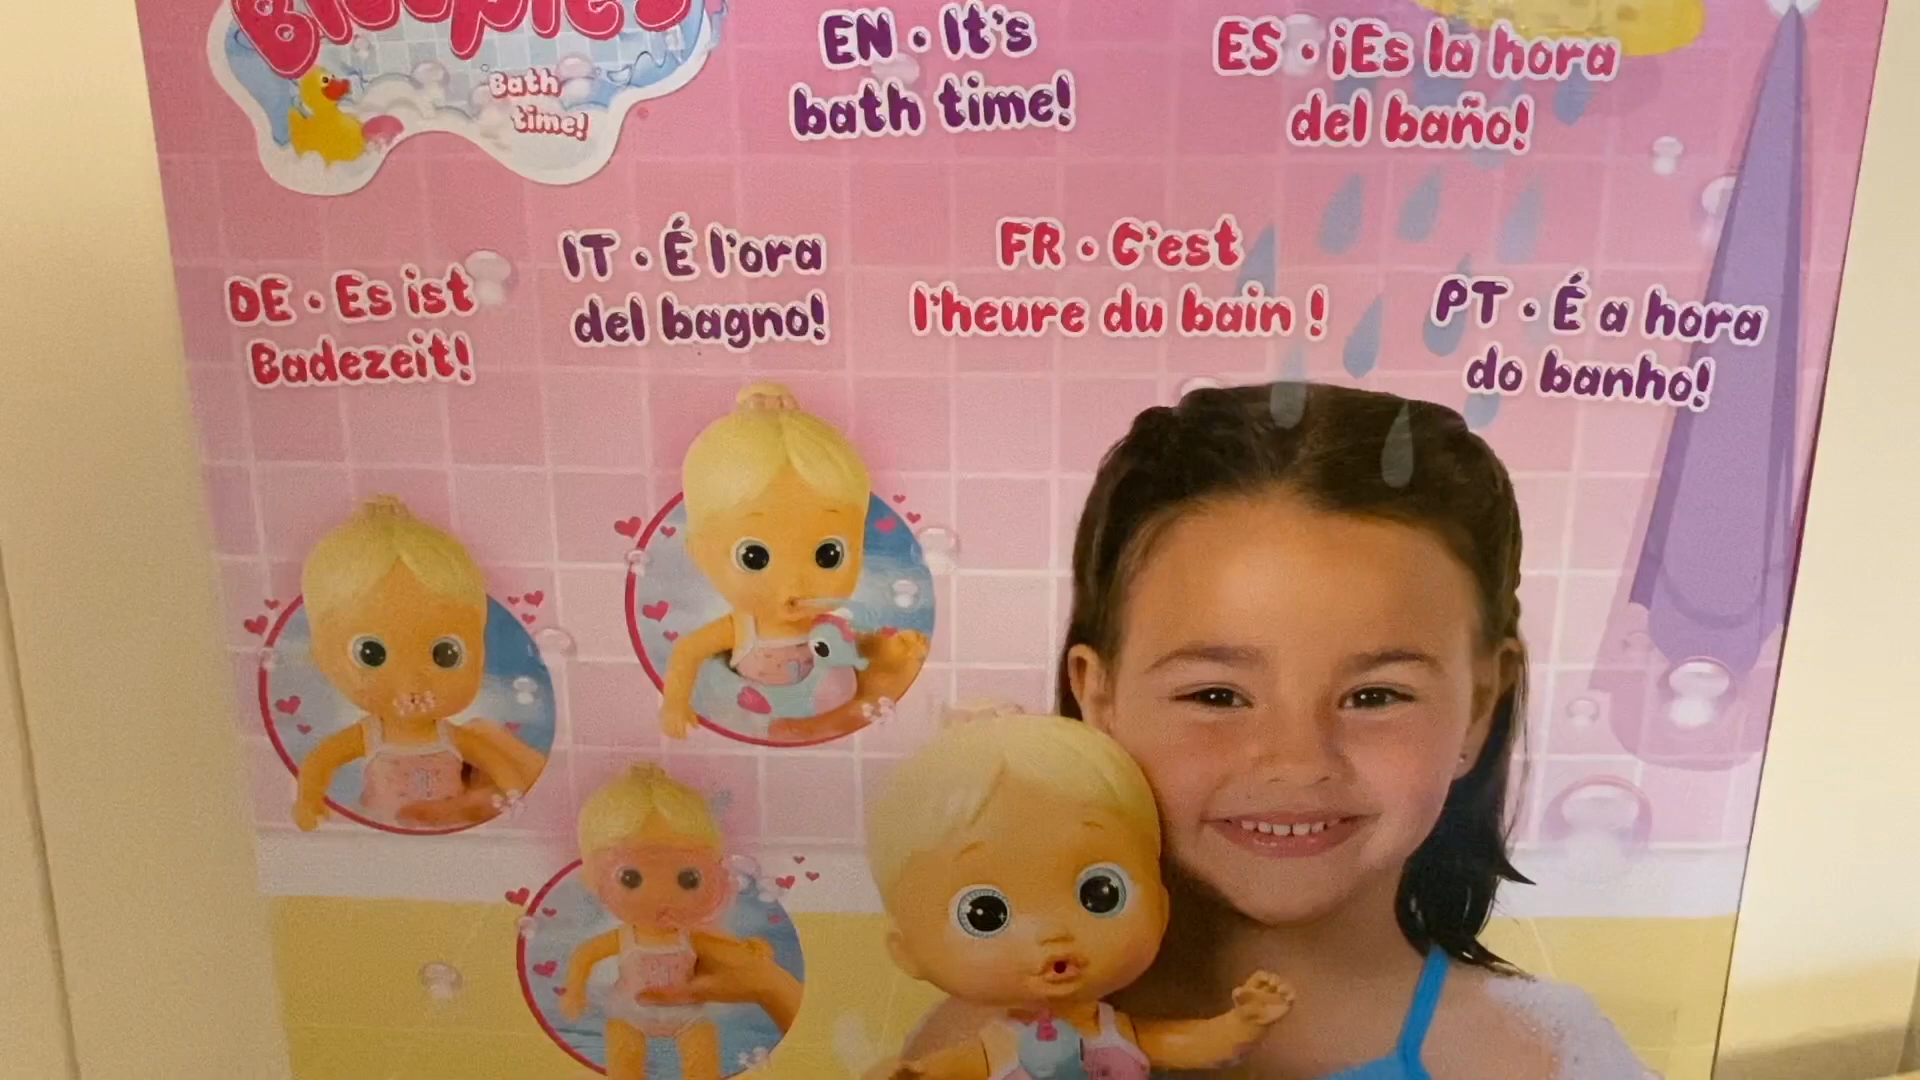 Bloopies
Bath
time!
EN • It's
bath time!
ES • ¡Es la hora
del baño!
DE • Es ist
Badezeit!
IT • É l'ora
del bagno!
FR • C'est
l'heure du bain !
PT • É a hora
do banho!